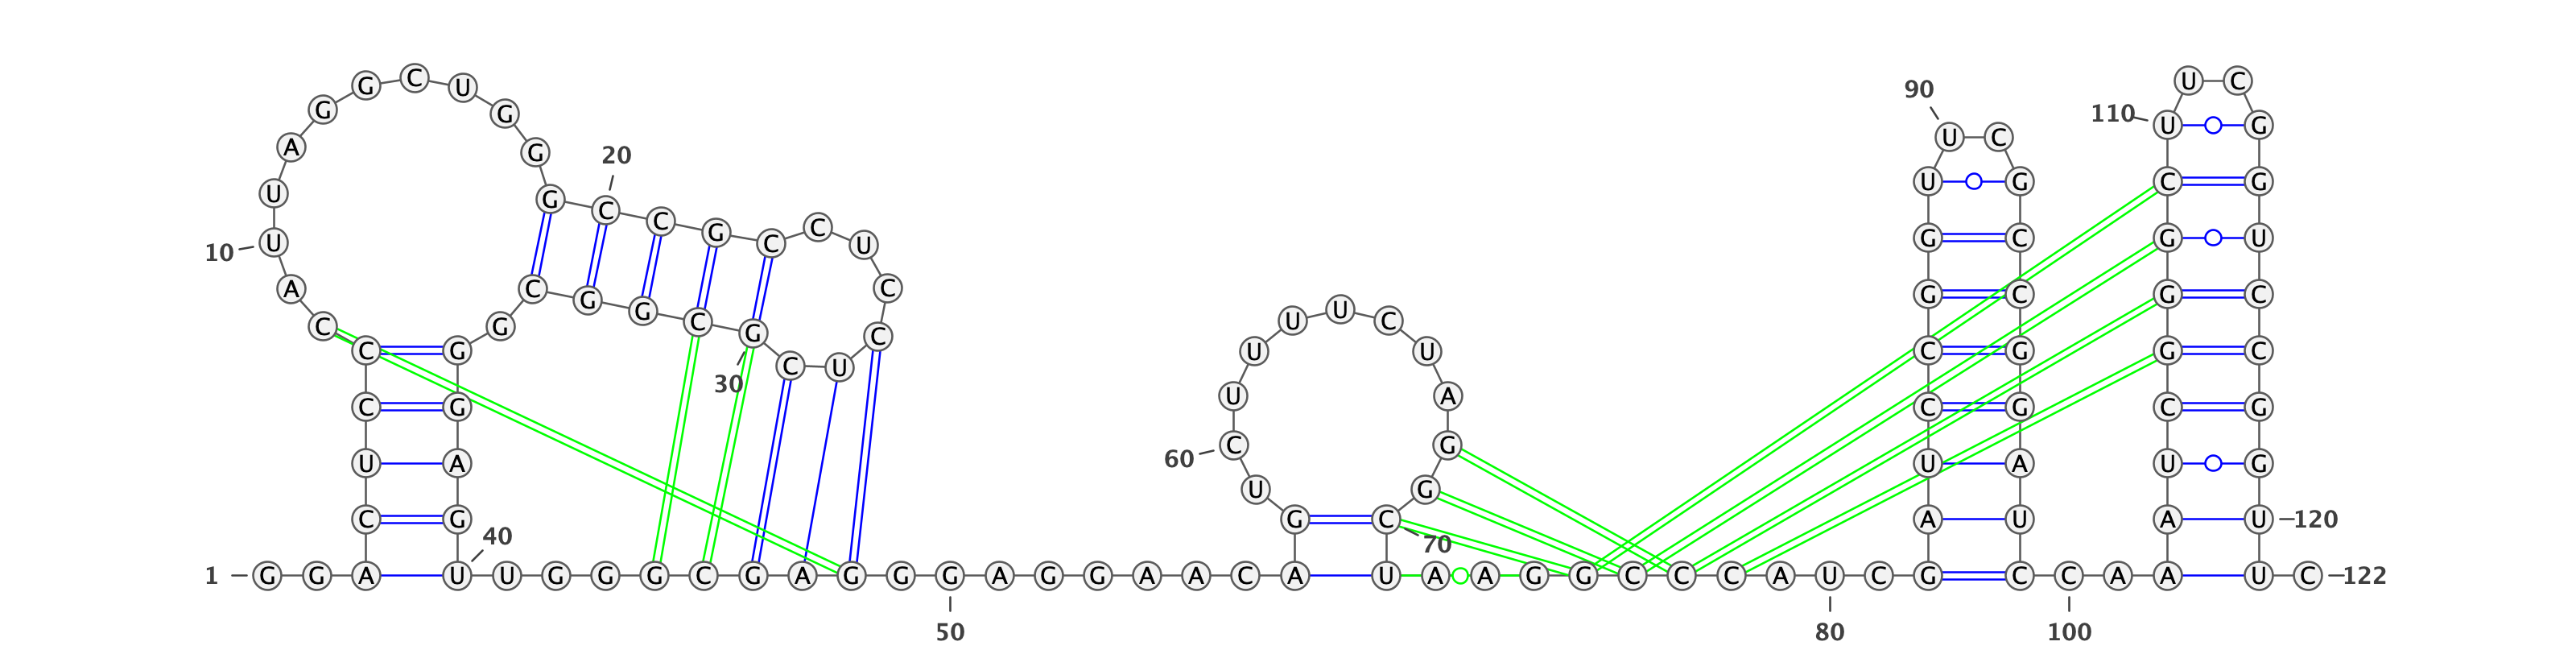 1
G G A C U C C C A U
10
U A G G C U G G G C
20
C G C C U C C U C G
30
C G G C G G G A G U
40
U G G G C G A G G G
50
A G G A A C A G U C
60
U U U U C U A G G C
70
U A A G G C C C A U
80
C G A U C C G G U U
90
C G C C G G A U C C
100
A A A U C G G G C U
110
U C G G U C C G G U
120
U C
122